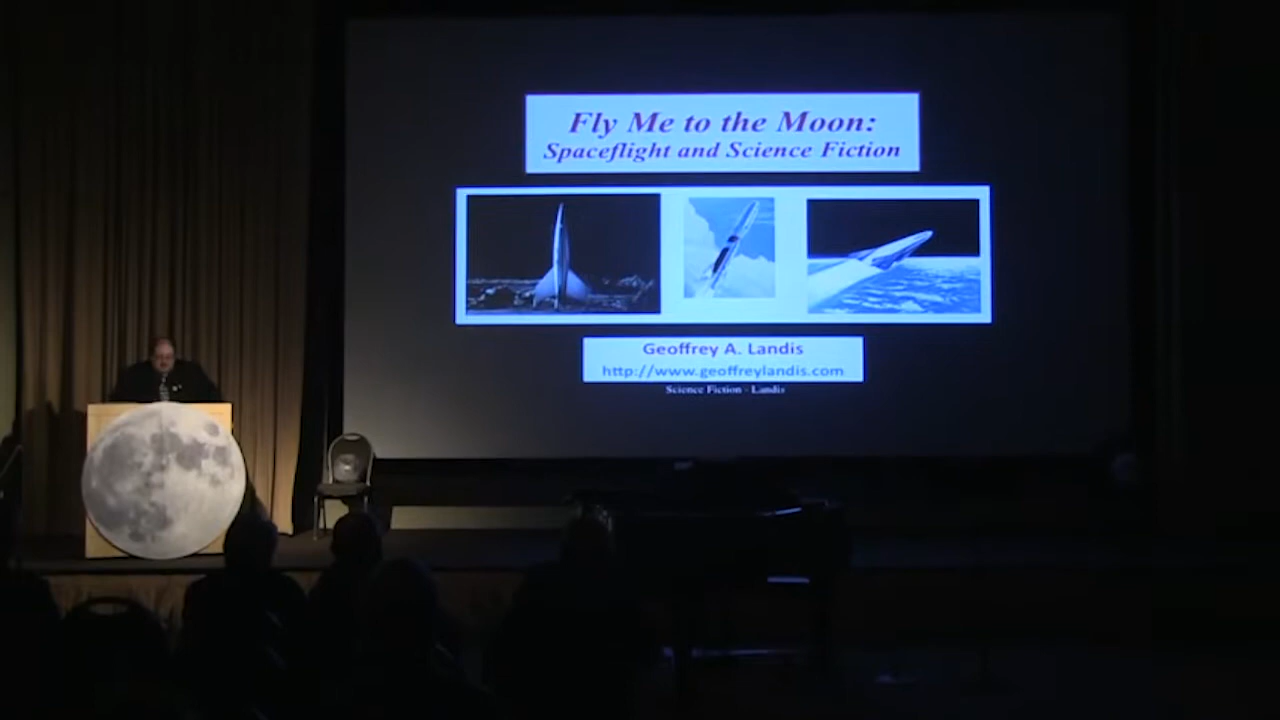 Fly Me to the Moon:
Spaceflight and Science Fiction
Geoffrey A. Landis
http://www.geoffreylandis.com
Science Fiction - Landis